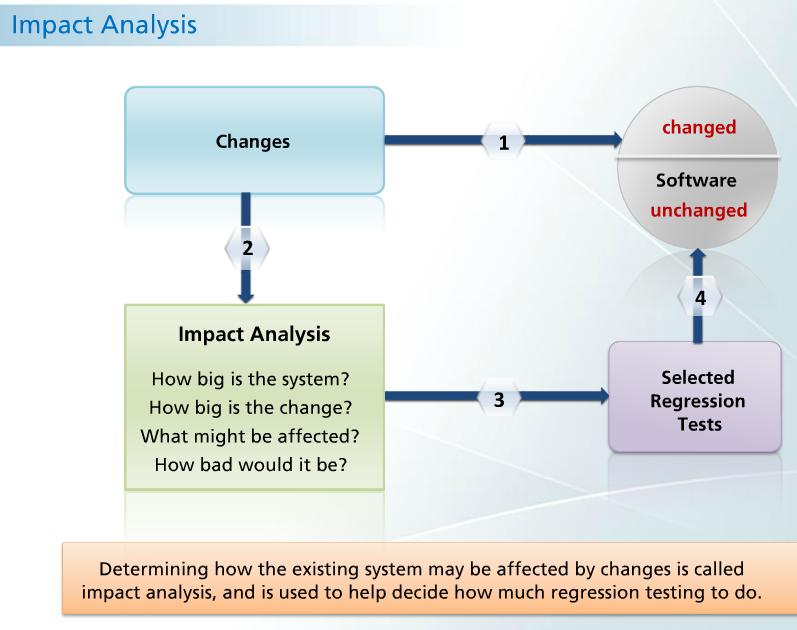 Impact Analysis
Changes
1
changed
Software
unchanged
2
4
Impact Analysis
How big is the system?
How big is the change?
What might be affected?
How bad would it be?
3
Selected
Regression
Tests
Determining how the existing system may be affected by changes is called
impact analysis, and is used to help decide how much regression testing to do.